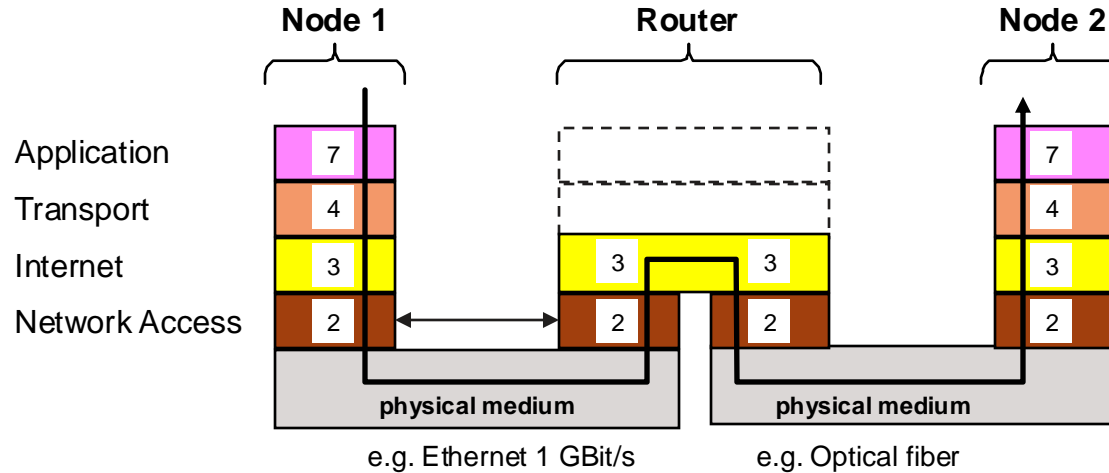 Node 1 Router Node 2
Application 7 7
Transport 4 4
Internet 3 3 3 3
Network Access 2 2 2 2
physical medium physical medium
e.g. Ethernet 1 GBit/s e.g. Optical fiber